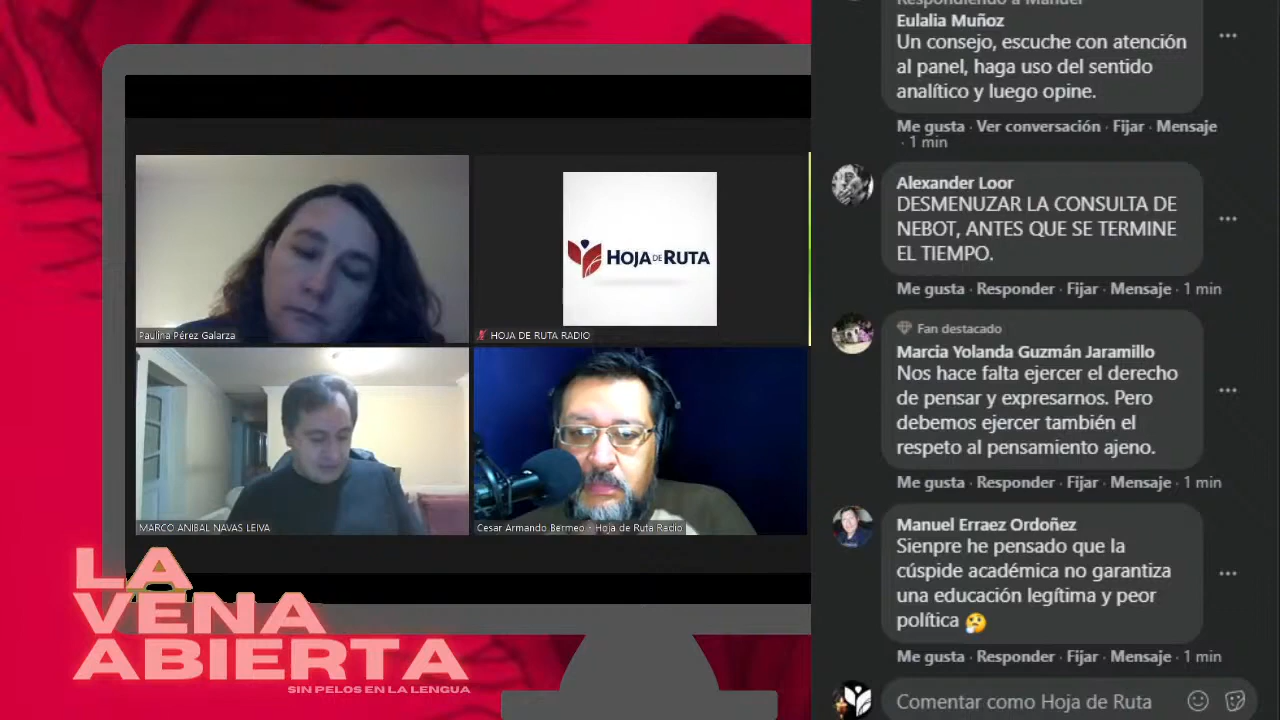 Paulina Pérez Galarza
HOJA DE RUTA
HOJA DE RUTA RADIO
MARCO ANIBAL NAVAS LEIVA
Cesar Armando Bermeo - Hoja de Ruta Radio
LA
VENA
ABIERTA
SIN PELOS EN LA LENGUA
Respondiendo a Manuel
Eulalia Muñoz
Un consejo, escuche con atención
al panel, haga uso del sentido
analítico y luego opine.
Me gusta · Ver conversación · Fijar · Mensaje
· 1 min
Alexander Loor
DESMENUZAR LA CONSULTA DE
NEBOT, ANTES QUE SE TERMINE
EL TIEMPO.
Me gusta · Responder · Fijar · Mensaje · 1 min
Fan destacado
Marcia Yolanda Guzmán Jaramillo
Nos hace falta ejercer el derecho
de pensar y expresarnos. Pero
debemos ejercer también el
respeto al pensamiento ajeno.
Me gusta · Responder · Fijar · Mensaje · 1 min
Manuel Erraez Ordoñez
Sienpre he pensado que la
cúspide académica no garantiza
una educación legítima y peor
política 🤥
Me gusta · Responder · Fijar · Mensaje · 1 min
Comentar como Hoja de Ruta